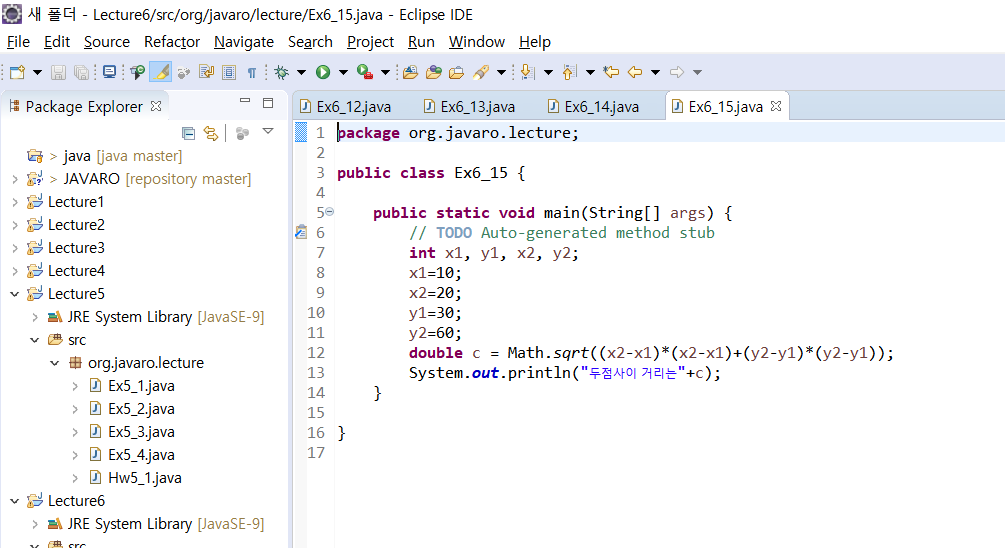 새 폴더 - Lecture6/src/org/javaro/lecture/Ex6_15.java - Eclipse IDE
File Edit Source Refactor Navigate Search Project Run Window Help
Package Explorer
> java [java master]
> JAVARO [repository master]
Lecture1
Lecture2
Lecture3
Lecture4
Lecture5
JRE System Library [JavaSE-9]
src
org.javaro.lecture
Ex5_1.java
Ex5_2.java
Ex5_3.java
Ex5_4.java
Hw5_1.java
Lecture6
JRE System Library [JavaSE-9]
src
Ex6_12.java Ex6_13.java Ex6_14.java Ex6_15.java
1 package org.javaro.lecture;
2
3 public class Ex6_15 {
4
5 public static void main(String[] args) {
6 // TODO Auto-generated method stub
7 int x1, y1, x2, y2;
8 x1=10;
9 x2=20;
10 y1=30;
11 y2=60;
12 double c = Math.sqrt((x2-x1)*(x2-x1)+(y2-y1)*(y2-y1));
13 System.out.println("두점사이 거리는"+c);
14 }
15
16 }
17